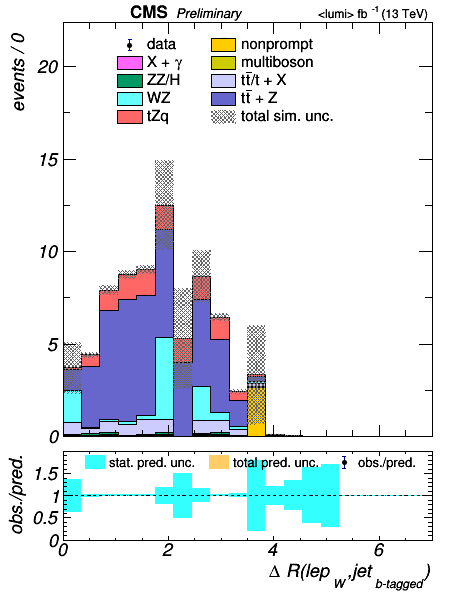 CMS Preliminary <lumi> fb -1 (13 TeV)
events / 0
data
nonprompt
X + γ
multiboson
ZZ/H
tt̄/t + X
WZ
tt̄ + Z
tZq
total sim. unc.
20
15
10
5
0
obs./pred.
stat. pred. unc.
total pred. unc.
obs./pred.
1.5
1
0.5
0
0 2 4 6
Δ R(lep W, jet b-tagged)